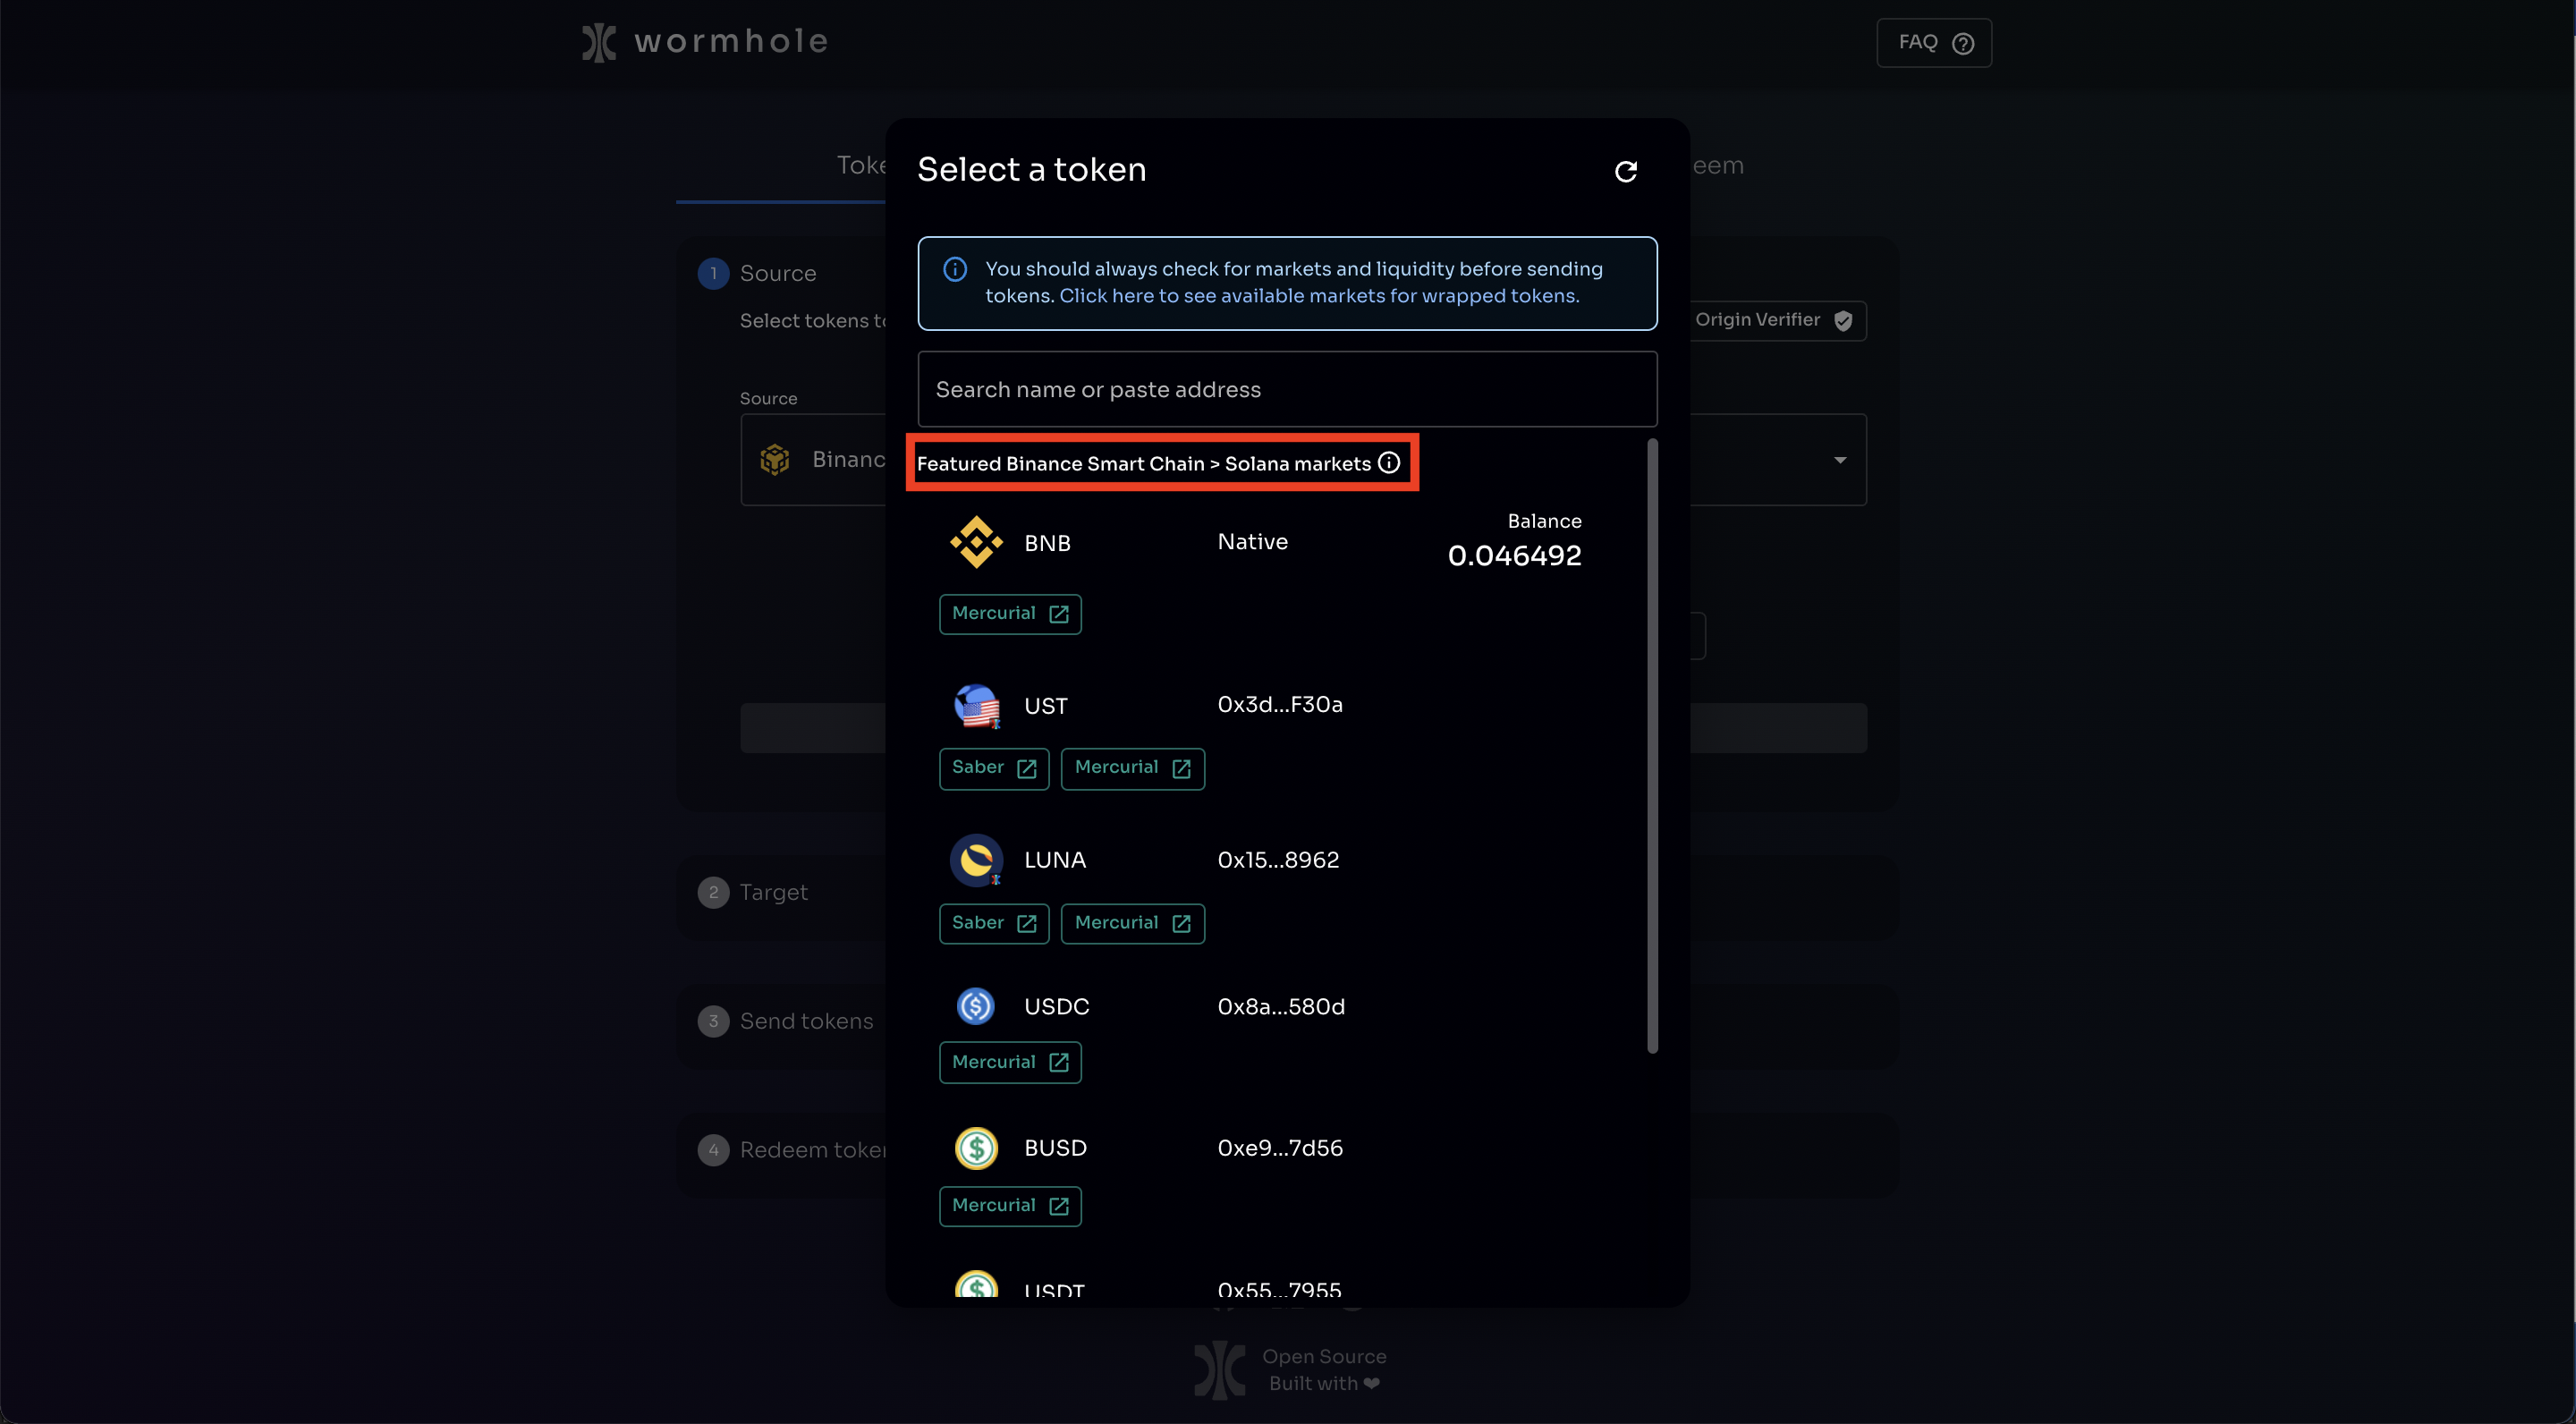 wormhole
FAQ
Toke
eem
Select a token
You should always check for markets and liquidity before sending
tokens. Click here to see available markets for wrapped tokens.
1 Source
Select tokens to
Origin Verifier
Search name or paste address
Source
Binanc
Featured Binance Smart Chain > Solana markets
BNB Native Balance
0.046492
Mercurial
UST 0x3d...F30a
Saber Mercurial
LUNA 0x15...8962
Saber Mercurial
2 Target
USDC 0x8a...580d
3 Send tokens
Mercurial
BUSD 0xe9...7d56
4 Redeem toker
Mercurial
USDT 0x55...7955
Open Source
Built with ❤